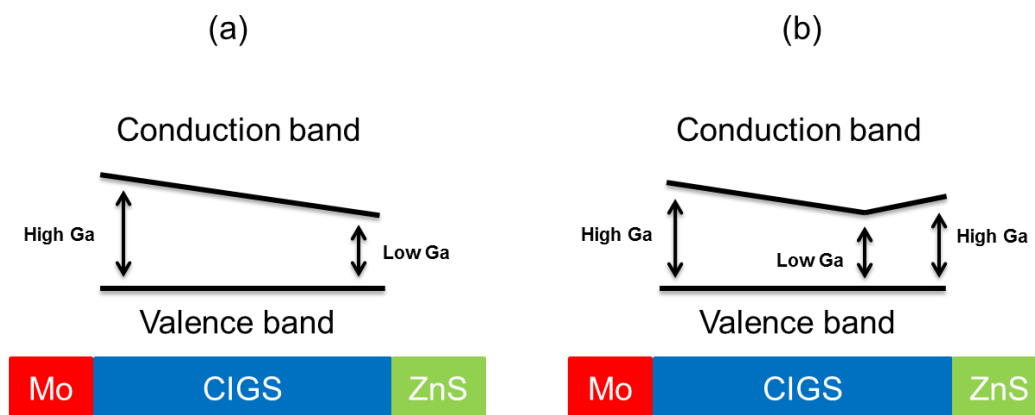 (a)
Conduction band
High Ga
Low Ga
Valence band
Mo CIGS ZnS
(b)
Conduction band
High Ga
Low Ga
High Ga
Valence band
Mo CIGS ZnS